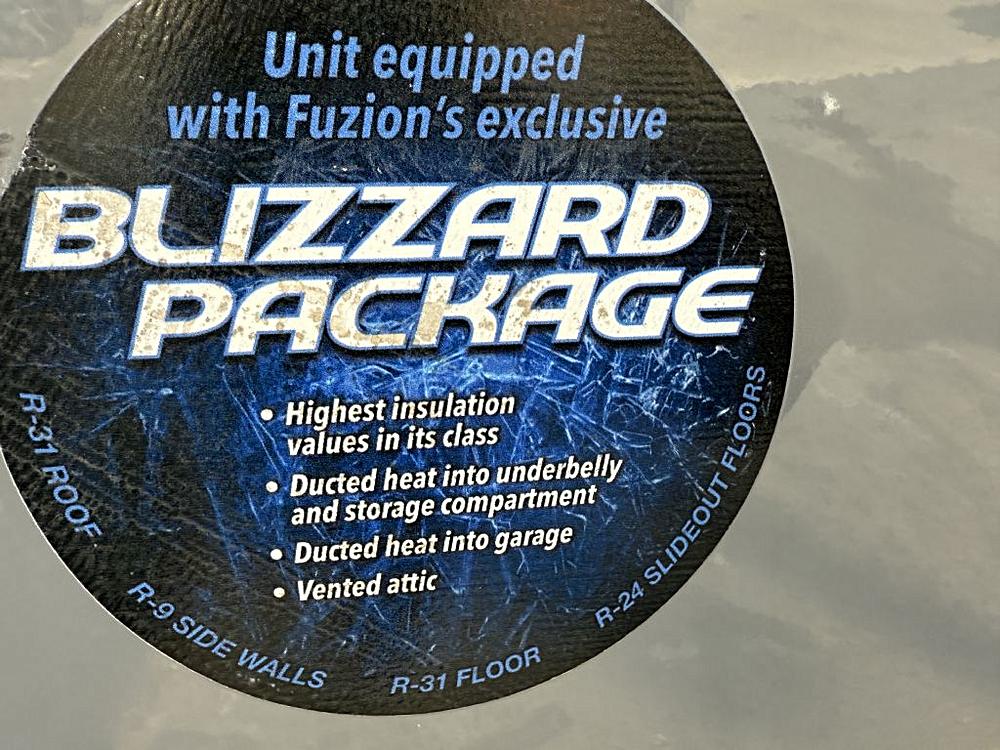 Unit equipped
with Fuzion's exclusive
BLIZZARD
PACKAGE
• Highest insulation
values in its class
• Ducted heat into underbelly
and storage compartment
• Ducted heat into garage
• Vented attic
R-31 ROOF
R-9 SIDE WALLS
R-31 FLOOR
R-24 SLIDEOUT FLOORS